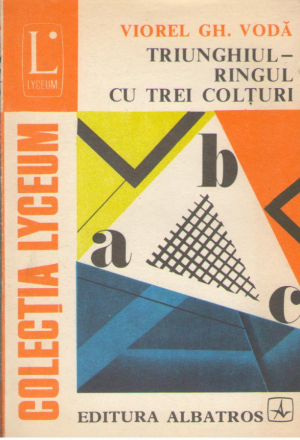 L
LYCEUM
VIOREL GH. VODĂ
TRIUNGHIUL–
RINGUL
CU TREI COLȚURI
COLECȚIA LYCEUM
a
b
c
EDITURA ALBATROS